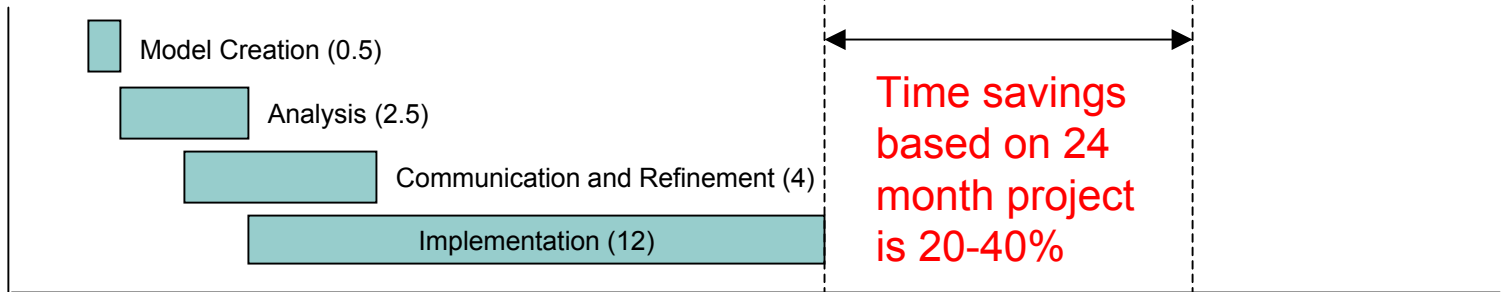 Model Creation (0.5)
Analysis (2.5)
Communication and Refinement (4)
Implementation (12)
Time savings
based on 24
month project
is 20-40%